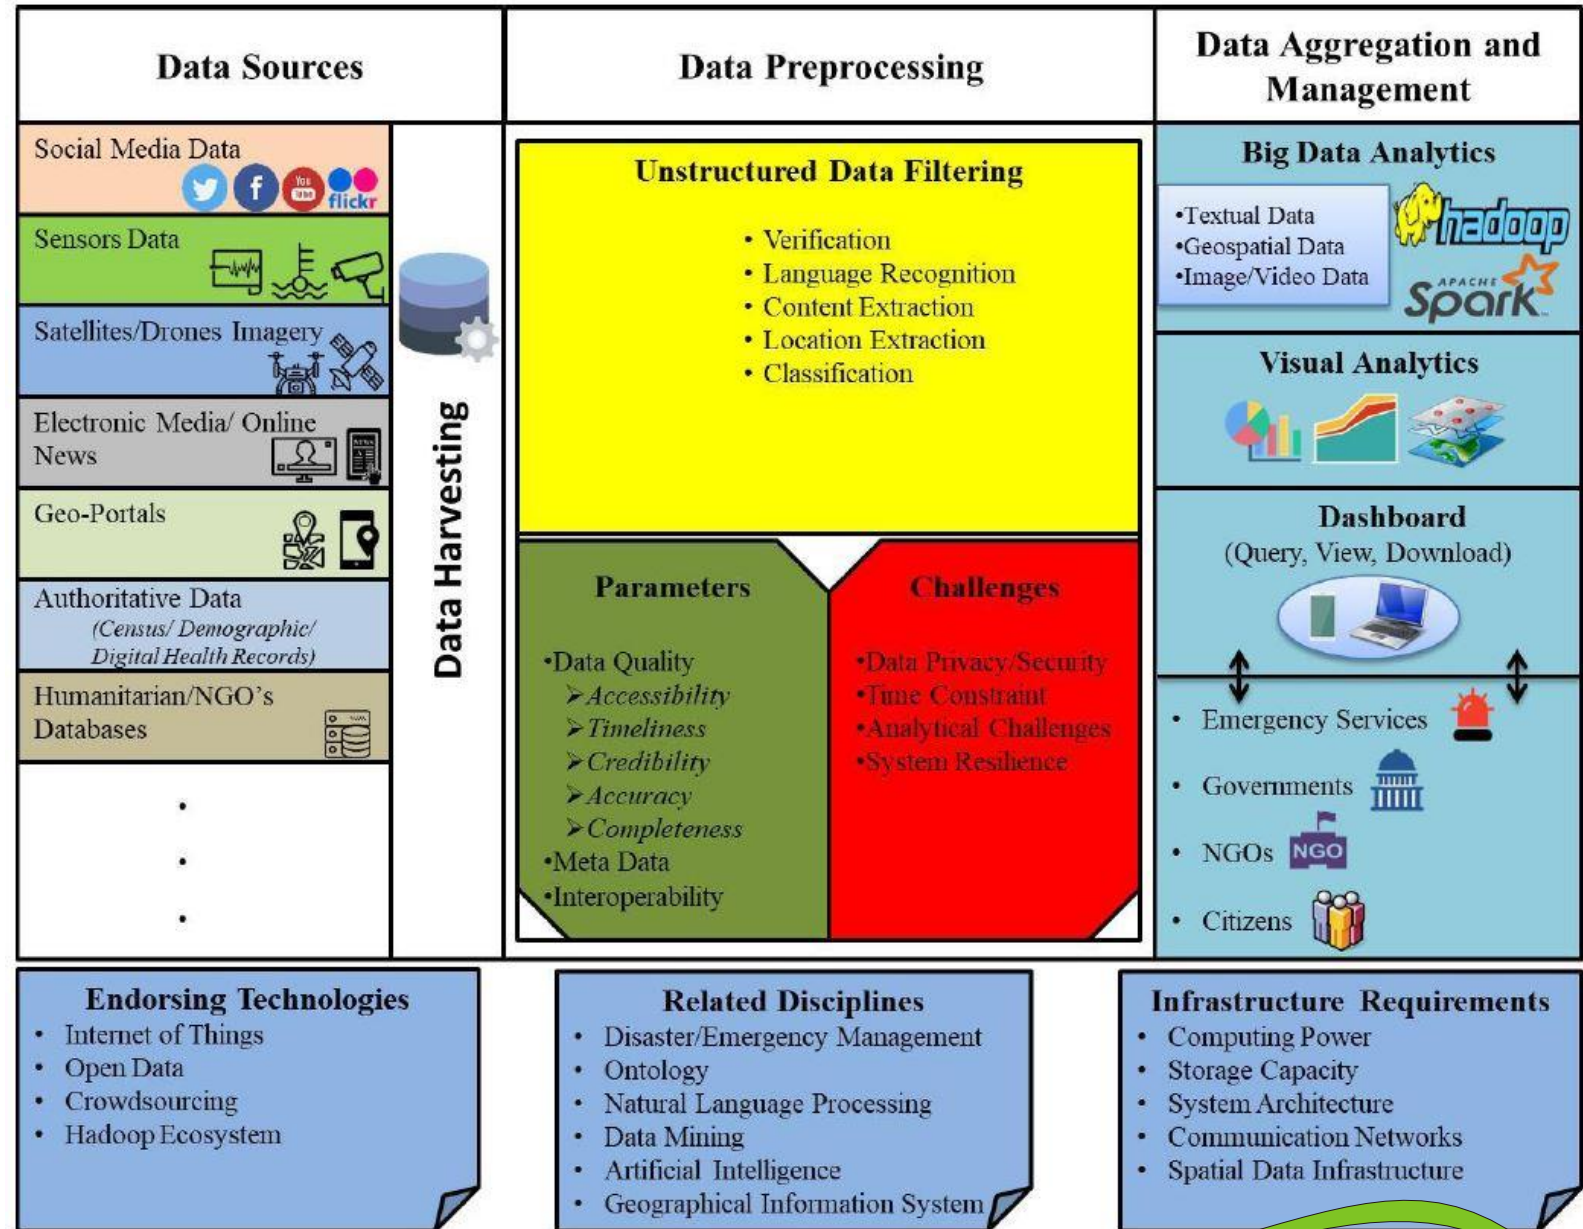 Data Sources
Data Preprocessing
Data Aggregation and
Management
Social Media Data
You
Tube
flickr
Sensors Data
Satellites/Drones Imagery
Electronic Media/ Online
News
NEWS
Geo-Portals
Authoritative Data
(Census/ Demographic/
Digital Health Records)
Humanitarian/NGO's
Databases
.
.
.
Data Harvesting
Unstructured Data Filtering
• Verification
• Language Recognition
• Content Extraction
• Location Extraction
• Classification
Parameters
•Data Quality
➢Accessibility
➢Timeliness
➢Credibility
➢Accuracy
➢Completeness
•Meta Data
•Interoperability
Challenges
•Data Privacy/Security
•Time Constraint
•Analytical Challenges
•System Resilience
Big Data Analytics
•Textual Data
•Geospatial Data
•Image/Video Data
hadoop
APACHE
Spark
Visual Analytics
Dashboard
(Query, View, Download)
• Emergency Services
• Governments
• NGOs NGO
• Citizens
Endorsing Technologies
• Internet of Things
• Open Data
• Crowdsourcing
• Hadoop Ecosystem
Related Disciplines
• Disaster/Emergency Management
• Ontology
• Natural Language Processing
• Data Mining
• Artificial Intelligence
• Geographical Information System
Infrastructure Requirements
• Computing Power
• Storage Capacity
• System Architecture
• Communication Networks
• Spatial Data Infrastructure